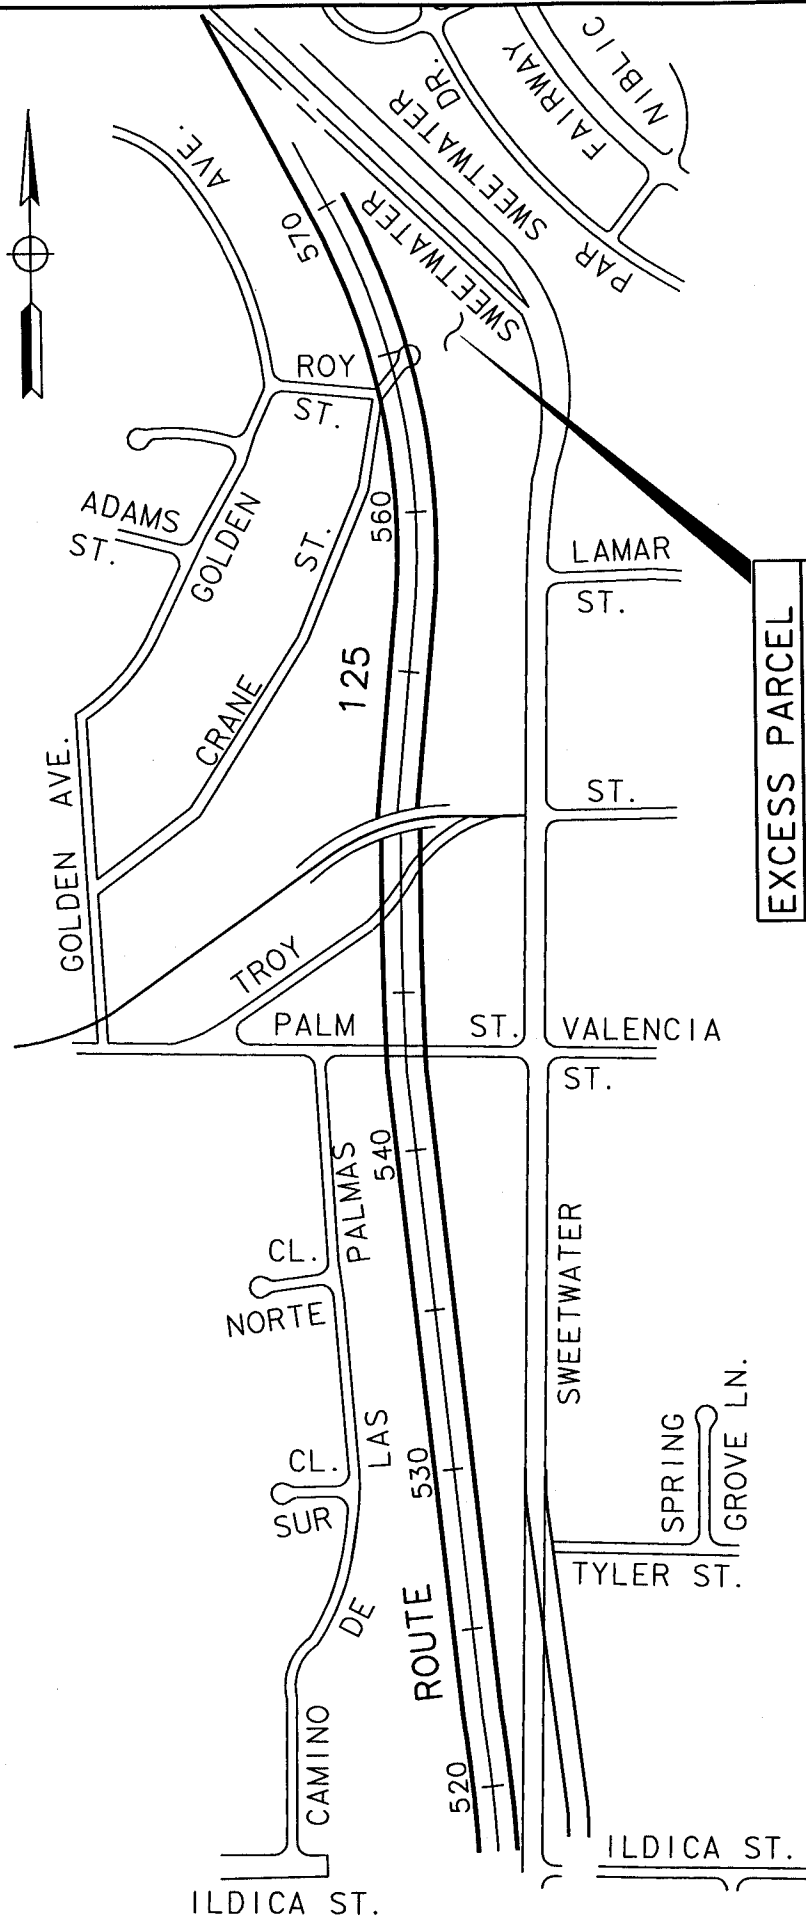 NIBLIC
FAIRWAY
SWEETWATER
DR.
PAR
AVE.
SWEETWATER
SWEETWATER
570
ROY
ST.
ADAMS
ST.
GOLDEN
ST.
560
LAMAR
ST.
125
CRANE
EXCESS PARCEL
GOLDEN AVE.
ST.
TROY
PALM ST.
VALENCIA
ST.
540
PALMAS
CL.
NORTE
SWEETWATER
LAS
CL.
SUR
530
SPRING
GROVE LN.
TYLER ST.
DE
ROUTE
CAMINO
520
ILDICA ST.
ILDICA ST.